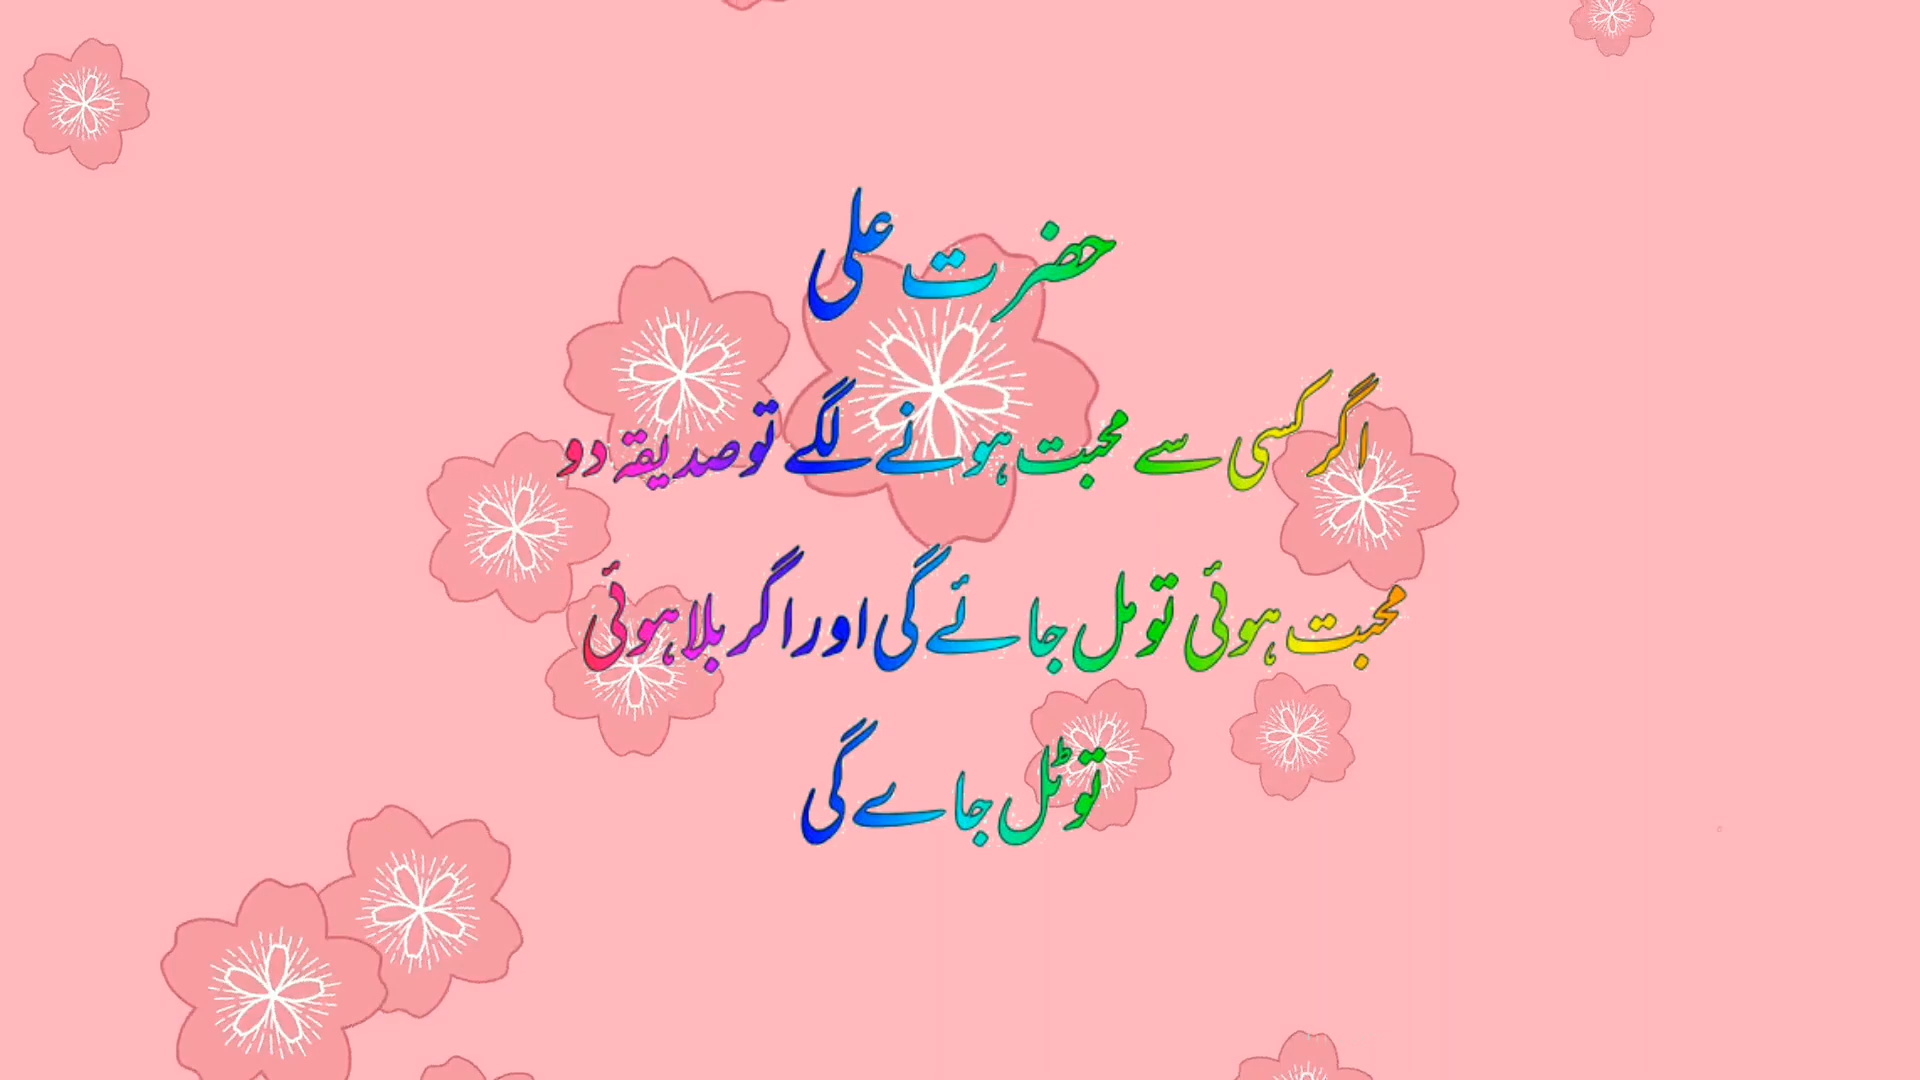 حضرت علی
اگر کسی سے محبت ہونے لگے تو صدیقہ دو
محبت ہوئی تو مل جائے گی اور اگر بلا ہوئی
تو ٹل جاے گی